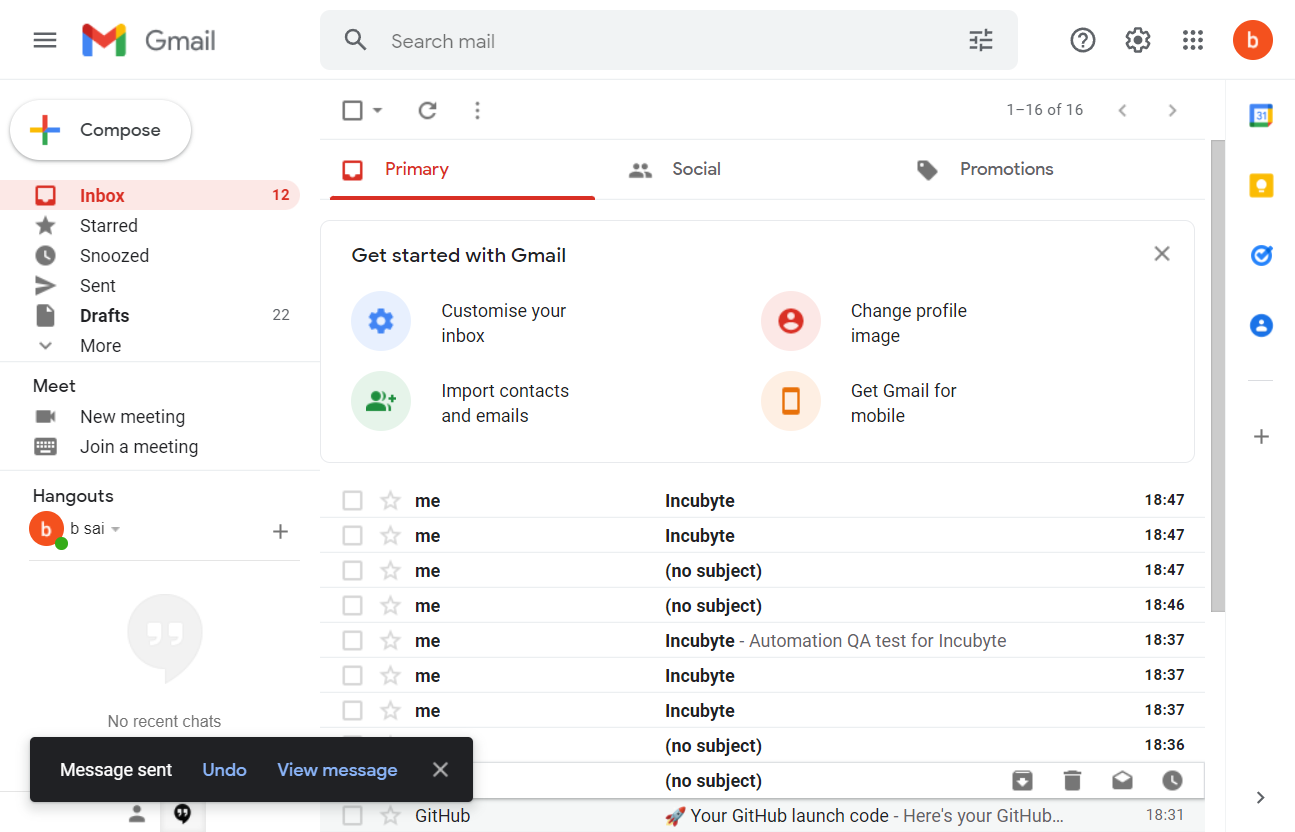 Gmail
Search mail
b
Compose
1–16 of 16
31
Inbox 12
Starred
Snoozed
Sent
Drafts 22
More
Primary
Social
Promotions
Get started with Gmail
Customise your
inbox
Change profile
image
Import contacts
and emails
Get Gmail for
mobile
Meet
New meeting
Join a meeting
Hangouts
b
b sai
No recent chats
me Incubyte 18:47
me Incubyte 18:47
me (no subject) 18:47
me (no subject) 18:46
me Incubyte - Automation QA test for Incubyte 18:37
me Incubyte 18:37
me Incubyte 18:37
(no subject) 18:36
(no subject)
GitHub 🚀 Your GitHub launch code - Here's your GitHub… 18:31
Message sent Undo View message